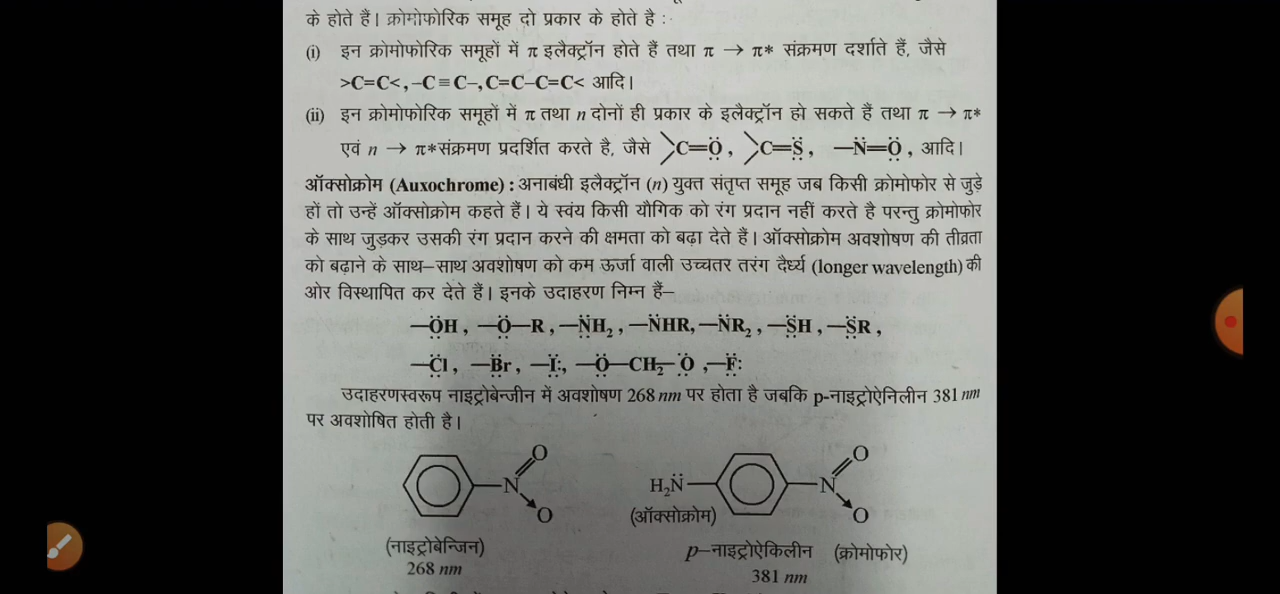 के होते हैं। क्रोमोफोरिक समूह दो प्रकार के होते है :
(i) इन क्रोमोफोरिक समूहों में π इलैक्ट्रॉन होते हैं तथा π → π* संक्रमण दर्शाते हैं, जैसे
>C=C<, –C≡C–, C=C–C=C< आदि।
(ii) इन क्रोमोफोरिक समूहों में π तथा n दोनों ही प्रकार के इलैक्ट्रॉन हो सकते हैं तथा π → π*
एवं n → π*संक्रमण प्रदर्शित करते है, जैसे >C=Ö, >C=S̈, —N̈=Ö, आदि।
ऑक्सोक्रोम (Auxochrome) : अनाबंधी इलैक्ट्रॉन (n) युक्त संतृप्त समूह जब किसी क्रोमोफोर से जुड़े
हों तो उन्हें ऑक्सोक्रोम कहते हैं। ये स्वंय किसी यौगिक को रंग प्रदान नहीं करते है परन्तु क्रोमोफोर
के साथ जुड़कर उसकी रंग प्रदान करने की क्षमता को बढ़ा देते हैं। ऑक्सोक्रोम अवशोषण की तीव्रता
को बढ़ाने के साथ–साथ अवशोषण को कम ऊर्जा वाली उच्चतर तरंग दैर्ध्य (longer wavelength) की
ओर विस्थापित कर देते हैं। इनके उदाहरण निम्न हैं–
—ÖH, —Ö—R, —N̈H₂, —N̈HR, —N̈R₂, —S̈H, —S̈R,
—C̈l, —B̈r, —Ï:, —Ö—CH₂—Ö, —F̈:
उदाहरणस्वरूप नाइट्रोबेन्जीन में अवशोषण 268 nm पर होता है जबकि p-नाइट्रोऐनिलीन 381 nm
पर अवशोषित होती है।
N O O H₂N̈ N O O
(ऑक्सोक्रोम)
(नाइट्रोबेन्जिन) p–नाइट्रोऐकिलीन (क्रोमोफोर)
268 nm 381 nm